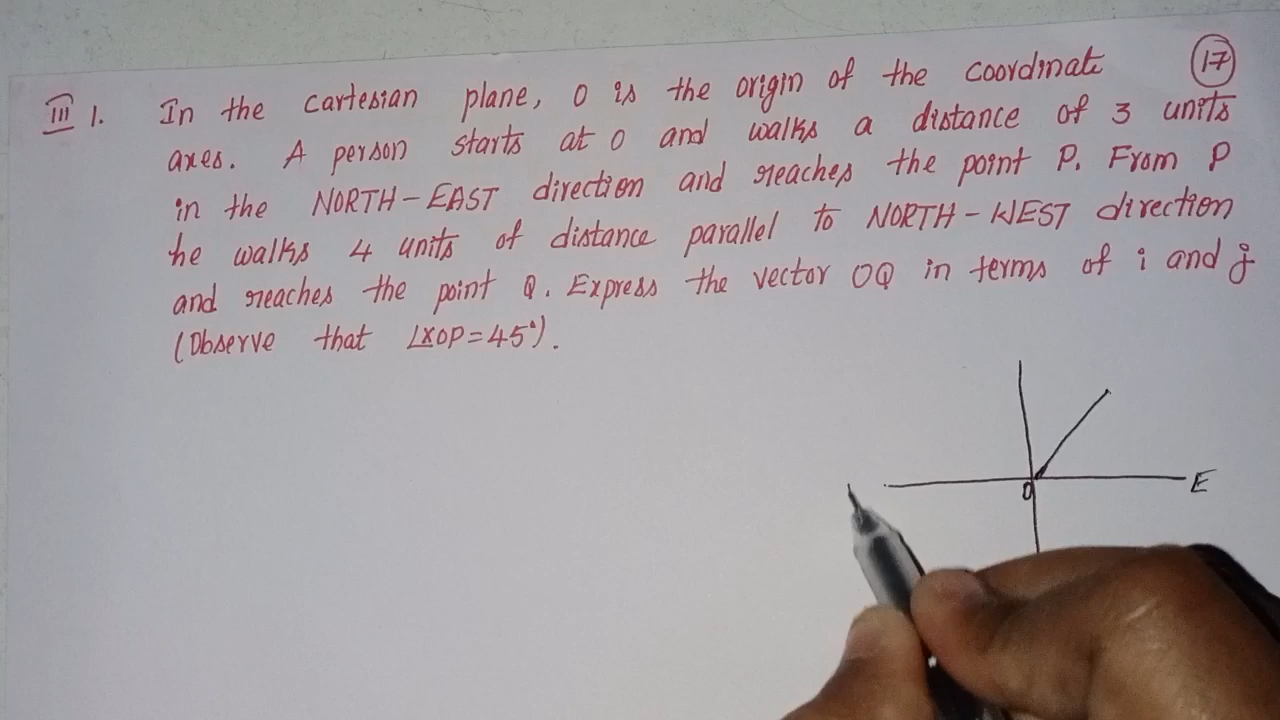 III 1. In the cartesian plane, O is the origin of the coordinate (17)
axes. A person starts at O and walks a distance of 3 units
in the NORTH-EAST direction and reaches the point P. From P
he walks 4 units of distance parallel to NORTH-WEST direction
and reaches the point Q. Express the vector OQ in terms of i and j
(Observe that ∠XOP=45°).
O E